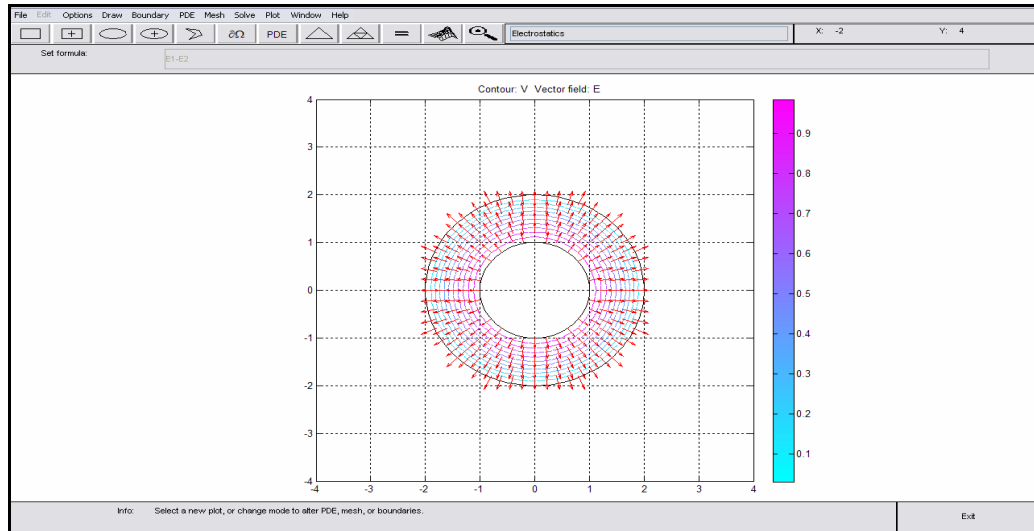 File Edit Options Draw Boundary PDE Mesh Solve Plot Window Help
∂Ω PDE = Electrostatics X: -2 Y: 4
Set formula: E1-E2
Contour: V Vector field: E
4
3
2
1
0
-1
-2
-3
-4
-4 -3 -2 -1 0 1 2 3 4
0.9
0.8
0.7
0.6
0.5
0.4
0.3
0.2
0.1
Info: Select a new plot, or change mode to alter PDE, mesh, or boundaries.
Exit